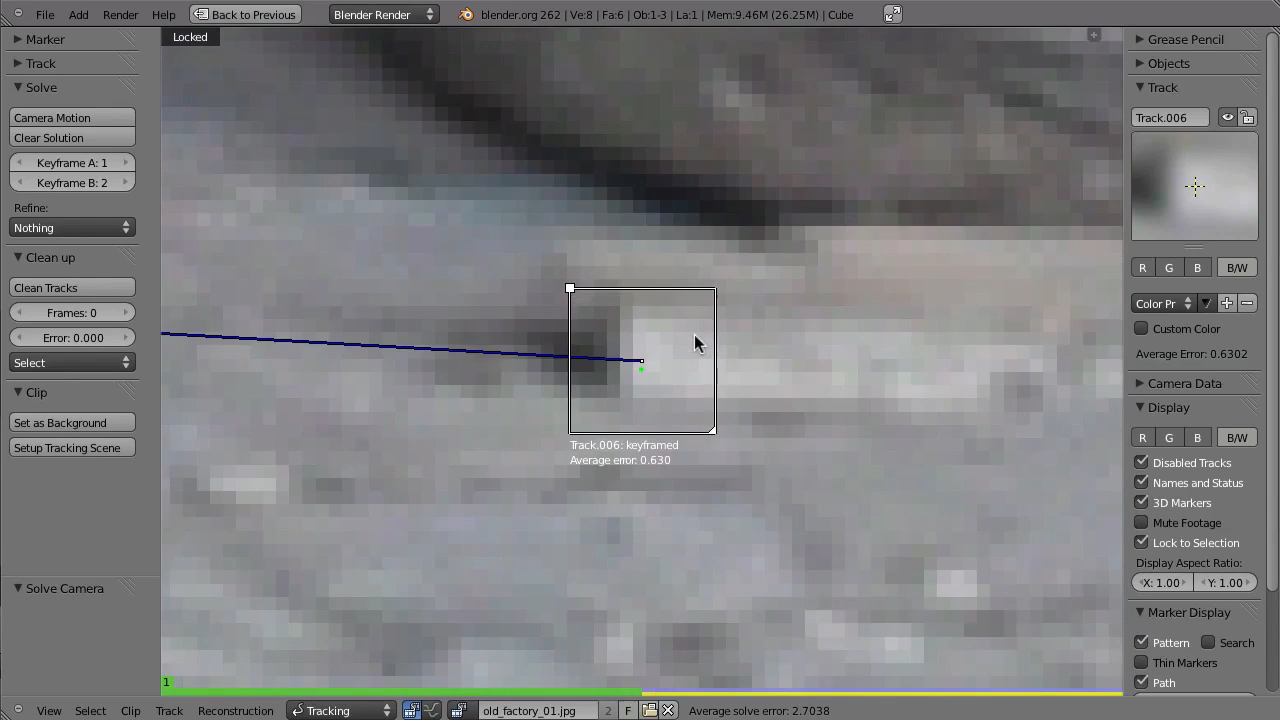 File Add Render Help Back to Previous Blender Render blender.org 262 | Ve:8 | Fa:6 | Ob:1-3 | La:1 | Mem:9.46M (26.25M) | Cube
Marker
Track
Solve
Camera Motion
Clear Solution
Keyframe A: 1
Keyframe B: 2
Refine:
Nothing
Clean up
Clean Tracks
Frames: 0
Error: 0.000
Select
Clip
Set as Background
Setup Tracking Scene
Solve Camera
Locked
Track.006: keyframed
Average error: 0.630
1
Grease Pencil
Objects
Track
Track.006
R G B B/W
Color Pr
Custom Color
Average Error: 0.6302
Camera Data
Display
R G B B/W
Disabled Tracks
Names and Status
3D Markers
Mute Footage
Lock to Selection
Display Aspect Ratio:
X: 1.00 Y: 1.00
Marker Display
Pattern Search
Thin Markers
Path
View Select Clip Track Reconstruction Tracking old_factory_01.jpg 2 F Average solve error: 2.7038